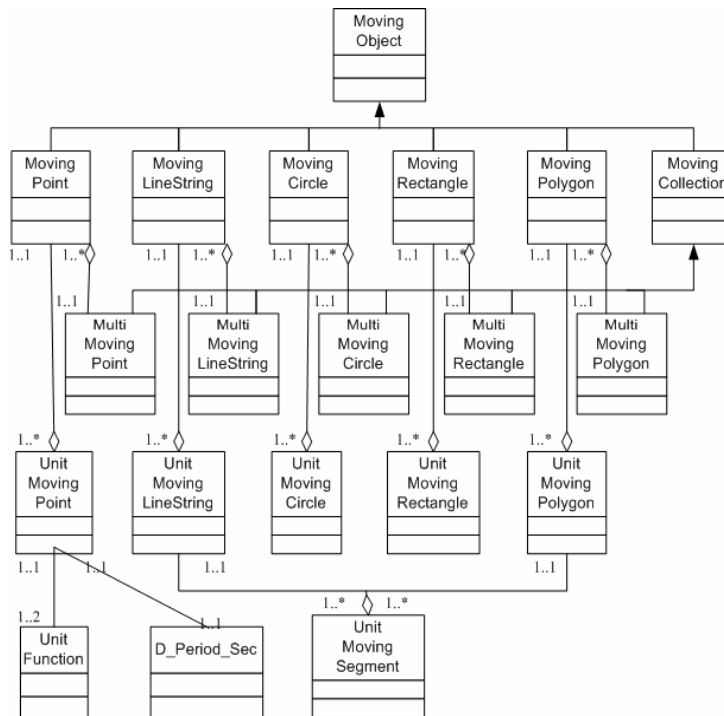 Moving
Object
Moving
Point
Moving
LineString
Moving
Circle
Moving
Rectangle
Moving
Polygon
Moving
Collection
1..1
1..*
1..1
1..*
1..1
1..*
1..1
1..*
1..1
1..*
1..1
1..1
1..1
1..1
1..1
Multi
Moving
Point
Multi
Moving
LineString
Multi
Moving
Circle
Multi
Moving
Rectangle
Multi
Moving
Polygon
1..*
1..*
1..*
1..*
1..*
Unit
Moving
Point
Unit
Moving
LineString
Unit
Moving
Circle
Unit
Moving
Rectangle
Unit
Moving
Polygon
1..1
1..1
1..1
1..1
1..2
1..1
1..*
1..*
Unit
Function
D_Period_Sec
Unit
Moving
Segment